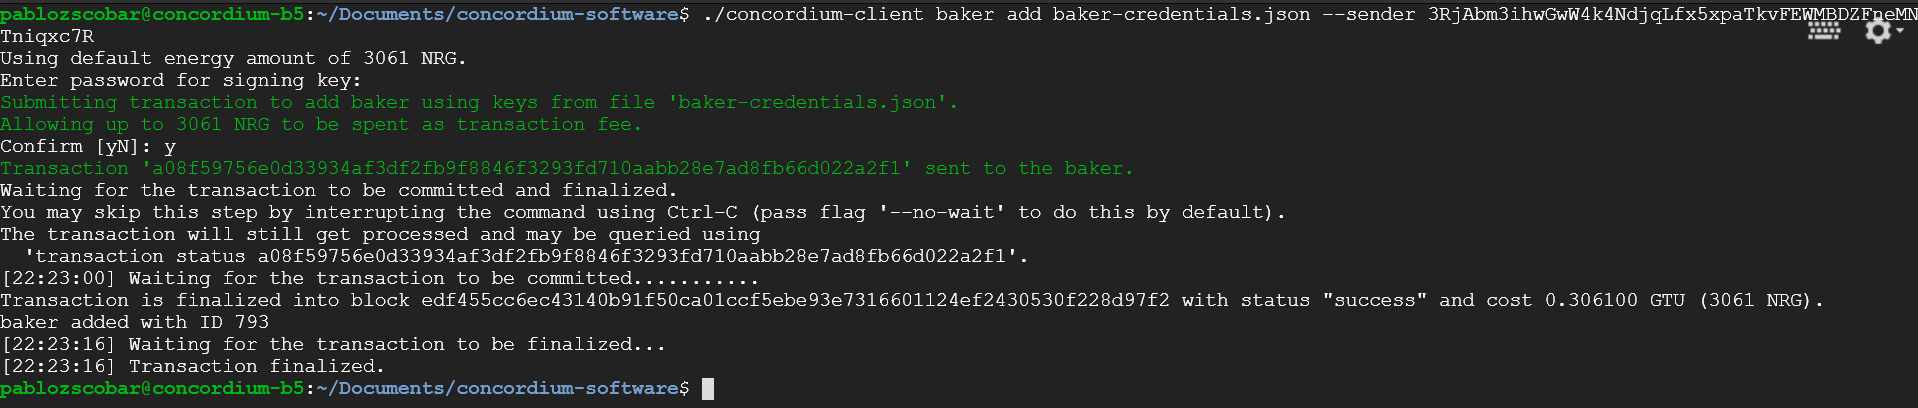 pablozscobar@concordium-b5:~/Documents/concordium-software$ ./concordium-client baker add baker-credentials.json --sender 3RjAbm3ihwGwW4k4NdjqLfx5xpaTkvFEWMBDZFneMN
Tniqxc7R
Using default energy amount of 3061 NRG.
Enter password for signing key:
Submitting transaction to add baker using keys from file 'baker-credentials.json'.
Allowing up to 3061 NRG to be spent as transaction fee.
Confirm [yN]: y
Transaction 'a08f59756e0d33934af3df2fb9f8846f3293fd710aabb28e7ad8fb66d022a2f1' sent to the baker.
Waiting for the transaction to be committed and finalized.
You may skip this step by interrupting the command using Ctrl-C (pass flag '--no-wait' to do this by default).
The transaction will still get processed and may be queried using
  'transaction status a08f59756e0d33934af3df2fb9f8846f3293fd710aabb28e7ad8fb66d022a2f1'.
[22:23:00] Waiting for the transaction to be committed...........
Transaction is finalized into block edf455cc6ec43140b91f50ca01ccf5ebe93e7316601124ef2430530f228d97f2 with status "success" and cost 0.306100 GTU (3061 NRG).
baker added with ID 793
[22:23:16] Waiting for the transaction to be finalized...
[22:23:16] Transaction finalized.
pablozscobar@concordium-b5:~/Documents/concordium-software$